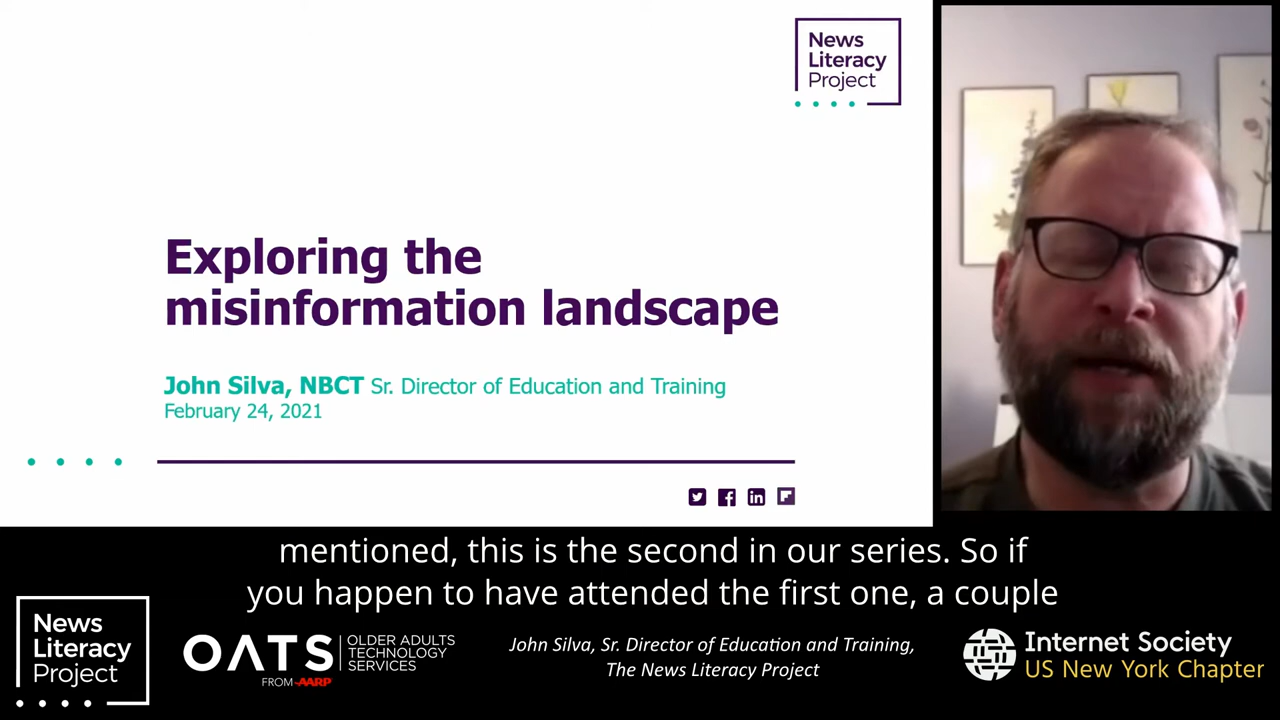 News
Literacy
Project
Exploring the
misinformation landscape
John Silva, NBCT Sr. Director of Education and Training
February 24, 2021
mentioned, this is the second in our series. So if
you happen to have attended the first one, a couple
News
Literacy
Project
OATS
OLDER ADULTS
TECHNOLOGY
SERVICES
FROM AARP
John Silva, Sr. Director of Education and Training,
The News Literacy Project
Internet Society
US New York Chapter